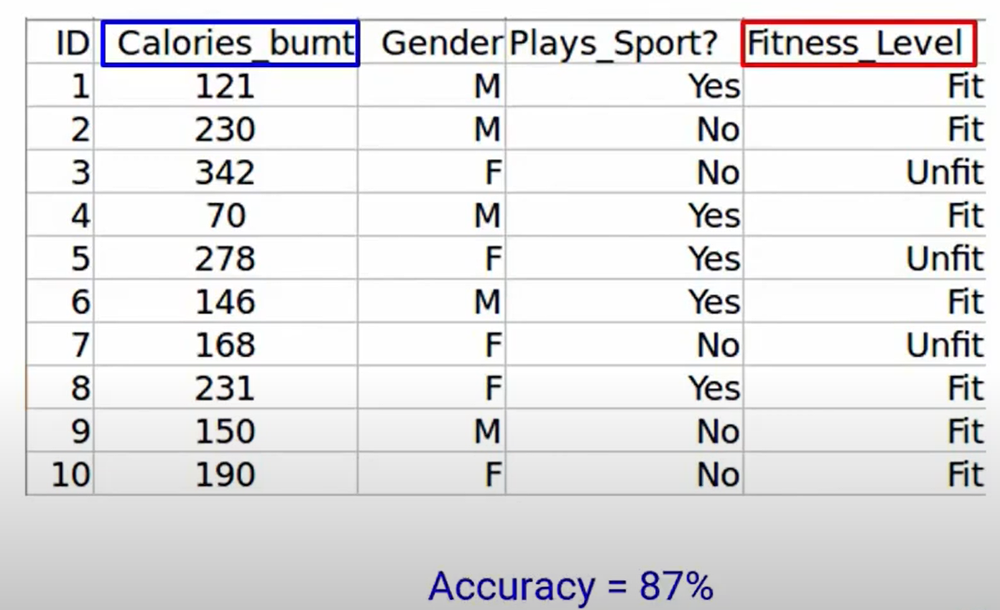 ID Calories_bumt Gender Plays_Sport? Fitness_Level
1 121 M Yes Fit
2 230 M No Fit
3 342 F No Unfit
4 70 M Yes Fit
5 278 F Yes Unfit
6 146 M Yes Fit
7 168 F No Unfit
8 231 F Yes Fit
9 150 M No Fit
10 190 F No Fit
Accuracy = 87%